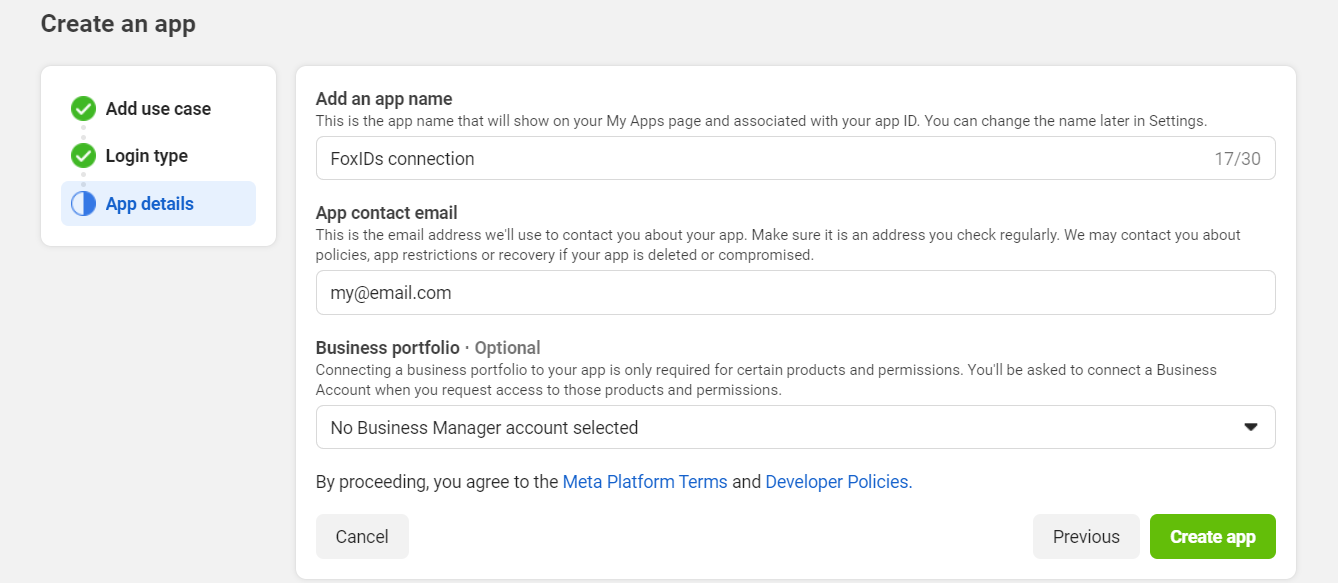 Create an app
Add use case
Login type
App details
Add an app name
This is the app name that will show on your My Apps page and associated with your app ID. You can change the name later in Settings.
FoxIDs connection 17/30
App contact email
This is the email address we'll use to contact you about your app. Make sure it is an address you check regularly. We may contact you about
policies, app restrictions or recovery if your app is deleted or compromised.
my@email.com
Business portfolio · Optional
Connecting a business portfolio to your app is only required for certain products and permissions. You'll be asked to connect a Business
Account when you request access to those products and permissions.
No Business Manager account selected
By proceeding, you agree to the Meta Platform Terms and Developer Policies.
Cancel Previous Create app